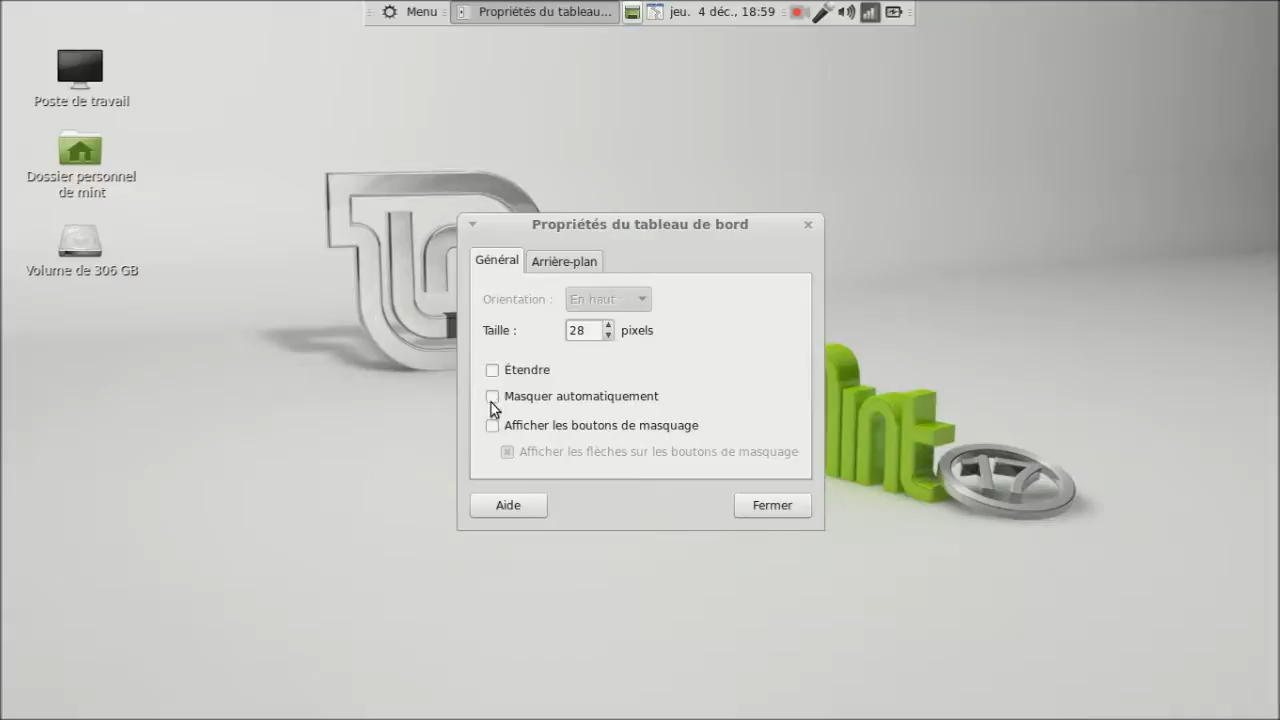 Menu
Propriétés du tableau...
jeu. 4 déc., 18:59
Poste de travail
Dossier personnel
de mint
Volume de 306 GB
Propriétés du tableau de bord
Général
Arrière-plan
Orientation :
En haut
Taille :
28
pixels
Étendre
Masquer automatiquement
Afficher les boutons de masquage
Afficher les flèches sur les boutons de masquage
Aide
Fermer
17